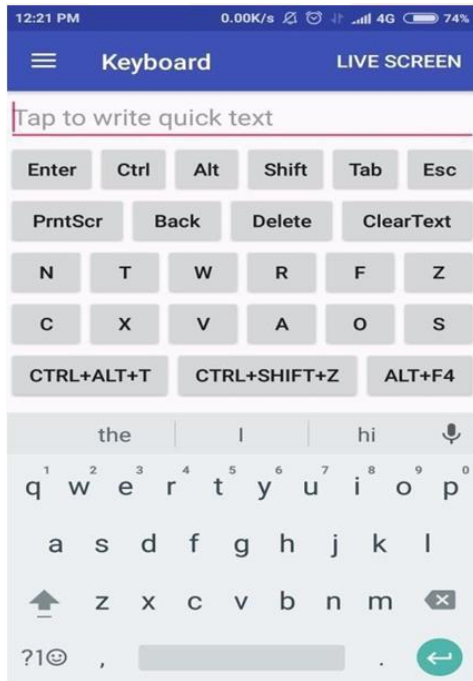 12:21 PM 0.00K/s 4G 74%
Keyboard LIVE SCREEN
Tap to write quick text
Enter Ctrl Alt Shift Tab Esc
PrntScr Back Delete ClearText
N T W R F Z
C X V A O S
CTRL+ALT+T CTRL+SHIFT+Z ALT+F4
the I hi
1 2 3 4 5 6 7 8 9 0
q w e r t y u i o p
a s d f g h j k l
z x c v b n m
?1☺ , .